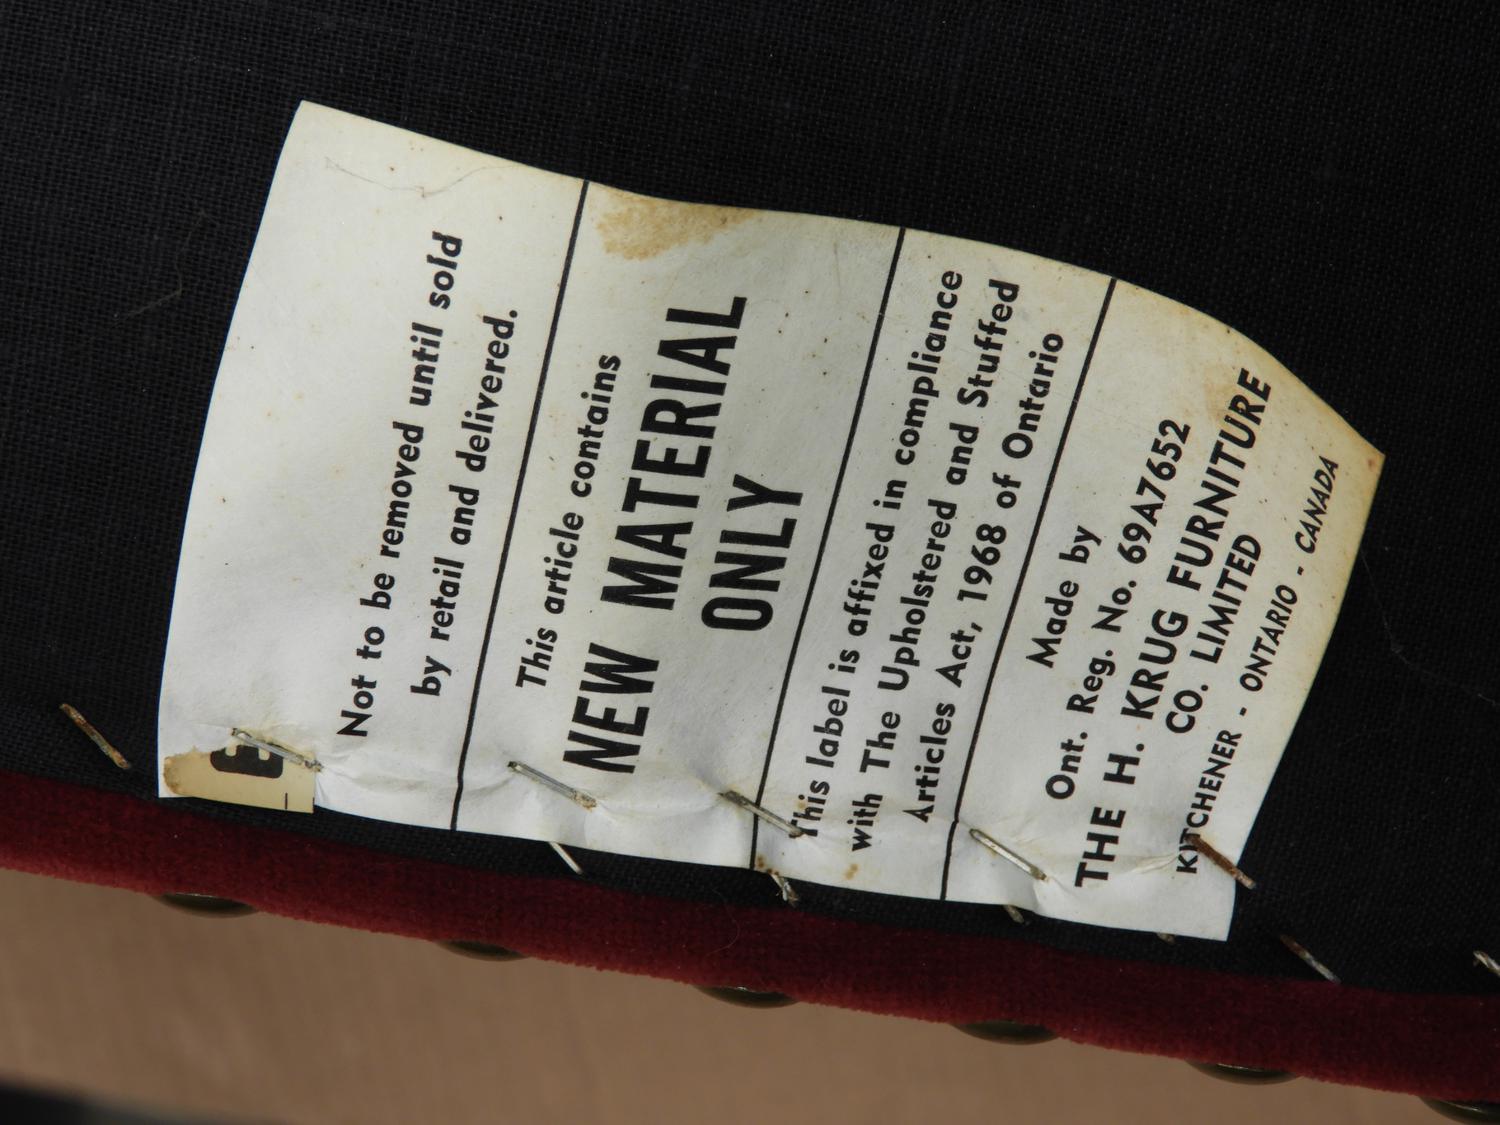 Not to be removed until sold
by retail and delivered.
This article contains
NEW MATERIAL
ONLY
This label is affixed in compliance
with The Upholstered and Stuffed
Articles Act, 1968 of Ontario
Made by
Ont. Reg. No. 69A7652
THE H. KRUG FURNITURE
CO. LIMITED
KITCHENER - ONTARIO - CANADA